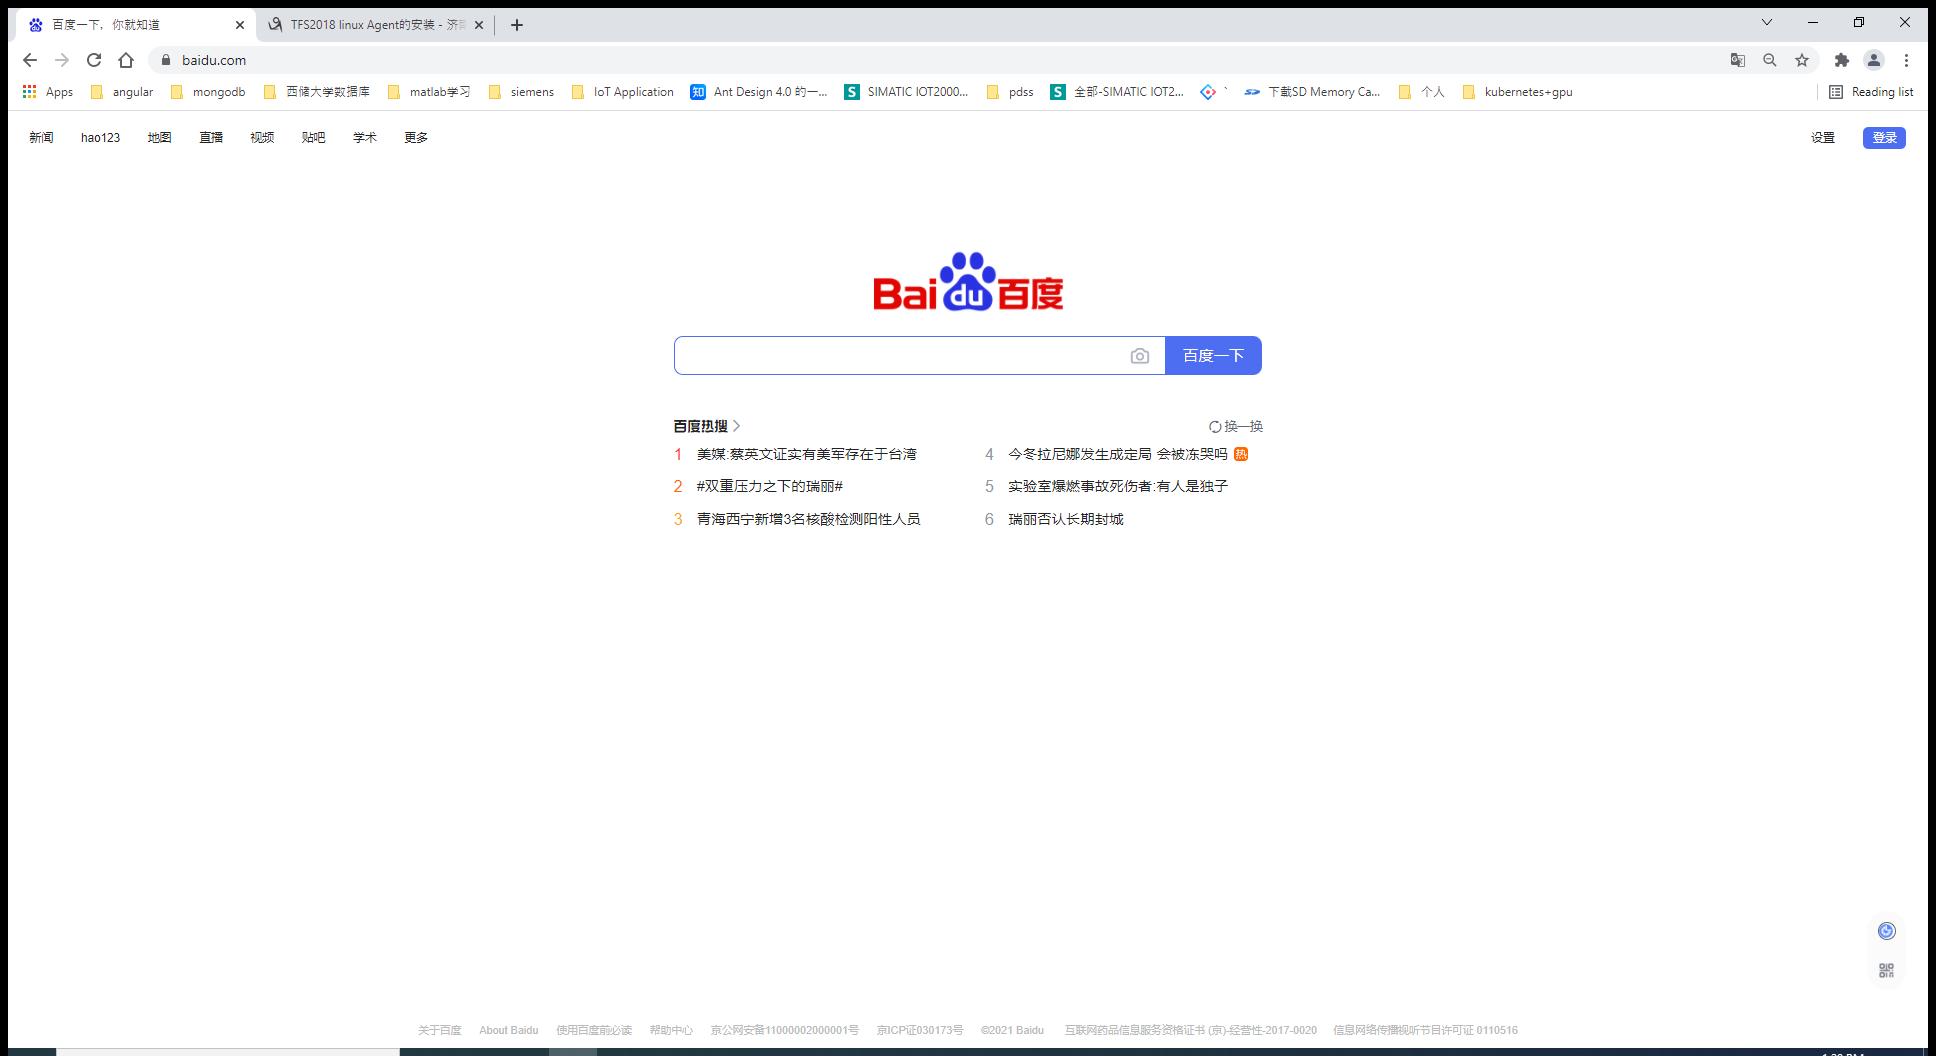 百度一下，你就知道
TFS2018 linux Agent的安装 - 济
baidu.com
Apps angular mongodb 西储大学数据库 matlab学习 siemens IoT Application Ant Design 4.0 的一... SIMATIC IOT2000... pdss 全部-SIMATIC IOT2... ` 下载SD Memory Ca... 个人 kubernetes+gpu Reading list
新闻 hao123 地图 直播 视频 贴吧 学术 更多 设置 登录
Bai du 百度
百度一下
百度热搜 换一换
1 美媒:蔡英文证实有美军存在于台湾 4 今冬拉尼娜发生成定局 会被冻哭吗 热
2 #双重压力之下的瑞丽# 5 实验室爆燃事故死伤者:有人是独子
3 青海西宁新增3名核酸检测阳性人员 6 瑞丽否认长期封城
关于百度 About Baidu 使用百度前必读 帮助中心 京公网安备11000002000001号 京ICP证030173号 ©2021 Baidu 互联网药品信息服务资格证书 (京)-经营性-2017-0020 信息网络传播视听节目许可证 0110516